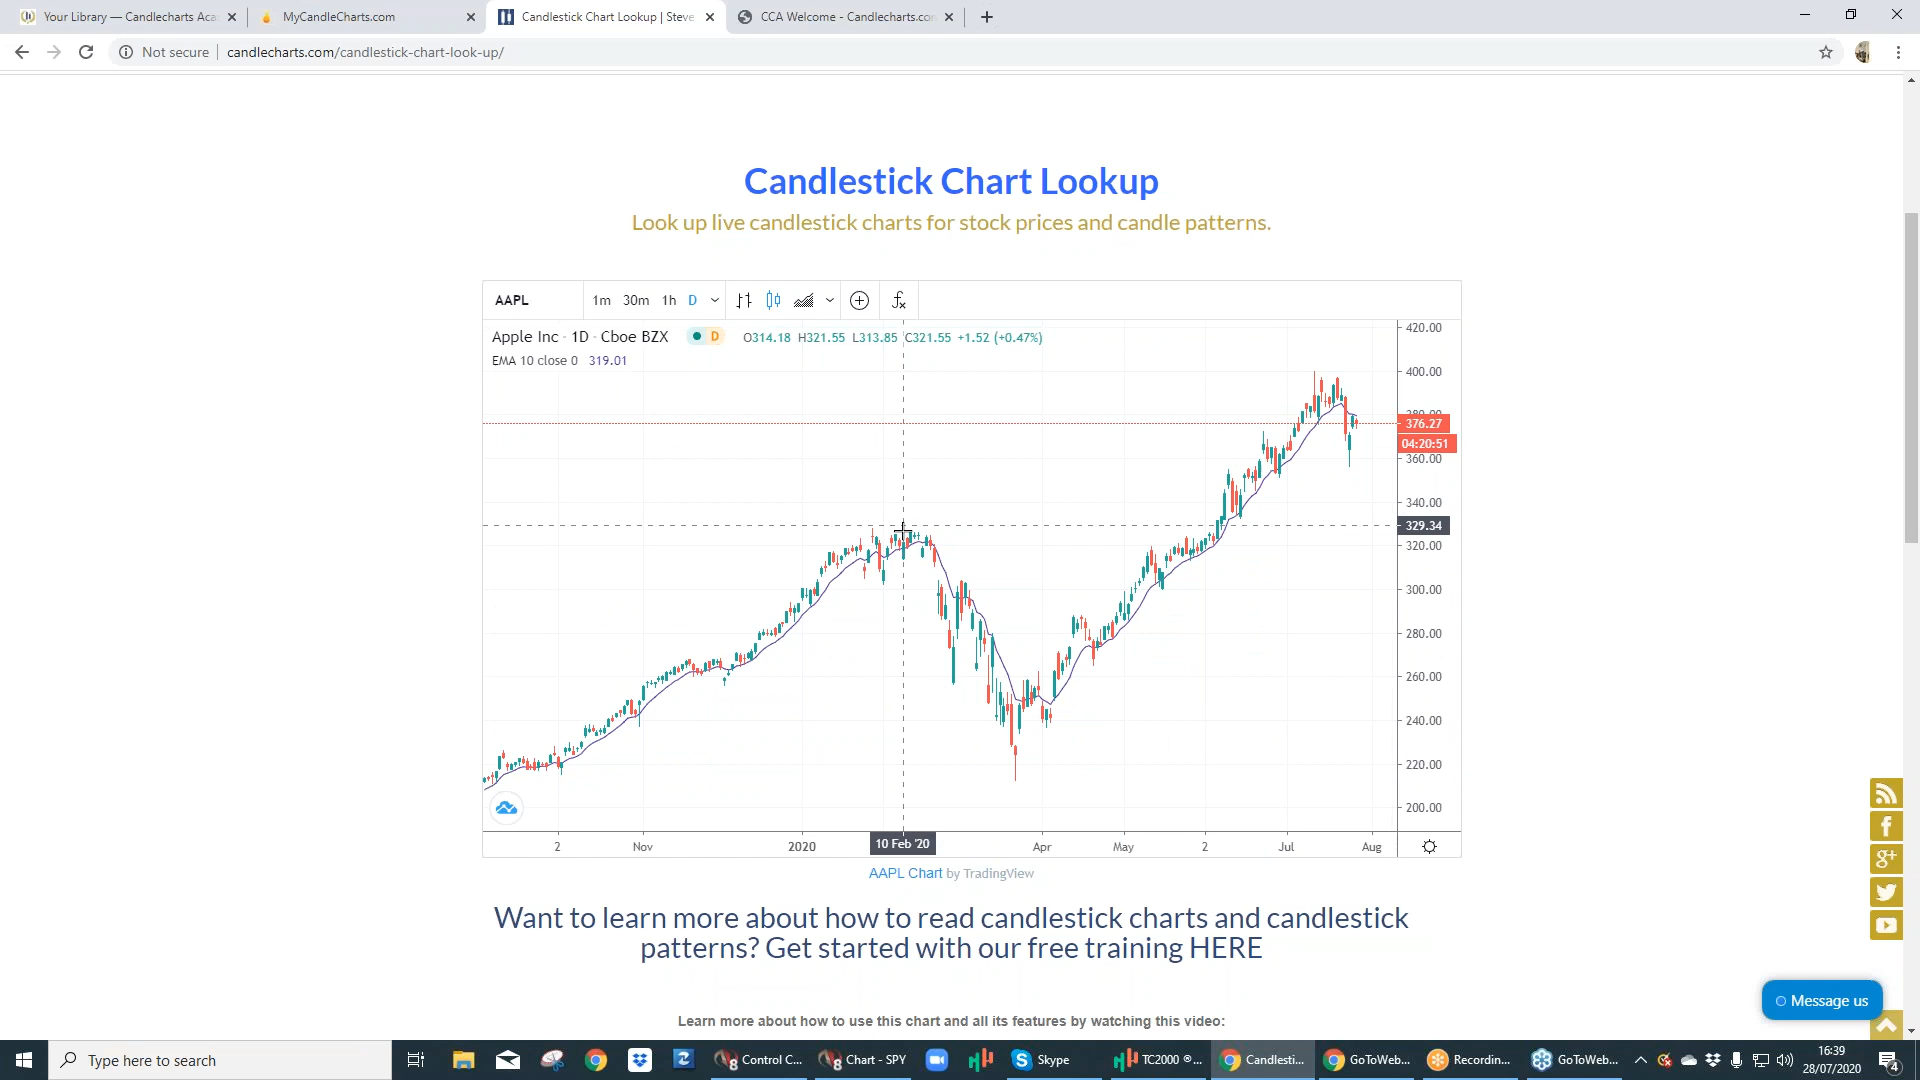 Your Library — Candlecharts Aca
MyCandleCharts.com
Candlestick Chart Lookup | Steve
CCA Welcome - Candlecharts.co
Not secure
candlecharts.com/candlestick-chart-look-up/
Candlestick Chart Lookup
Look up live candlestick charts for stock prices and candle patterns.
AAPL
1m 30m 1h D
Apple Inc · 1D · Cboe BZX D O314.18 H321.55 L313.85 C321.55 +1.52 (+0.47%)
EMA 10 close 0 319.01
420.00
400.00
380.00
376.27
04:20:51
360.00
340.00
329.34
320.00
300.00
280.00
260.00
240.00
220.00
200.00
2 Nov 2020 10 Feb '20 Apr May 2 Jul Aug
AAPL Chart by TradingView
Want to learn more about how to read candlestick charts and candlestick
patterns? Get started with our free training HERE
Message us
Learn more about how to use this chart and all its features by watching this video:
Type here to search
Control C...
Chart - SPY
Skype
TC2000 ®...
Candlesti...
GoToWeb...
Recordin...
GoToWeb...
16:39
28/07/2020
4